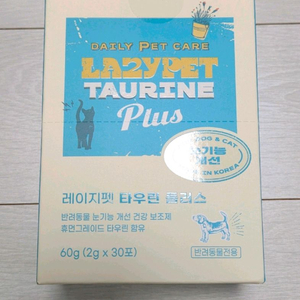 DAILY PET CARE
LAZYPET
TAURINE
Plus
DOG & CAT
눈기능
개선
IN KOREA
레이지펫 타우린 플러스
반려동물 눈기능 개선 건강 보조제
휴먼그레이드 타우린 함유
60g (2g x 30포)
반려동물전용